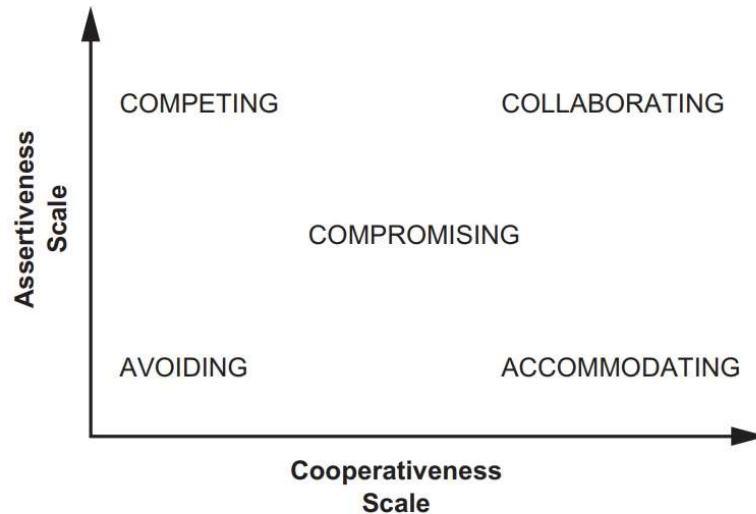 COMPETING
COLLABORATING
Assertiveness
Scale
COMPROMISING
AVOIDING
ACCOMMODATING
Cooperativeness
Scale